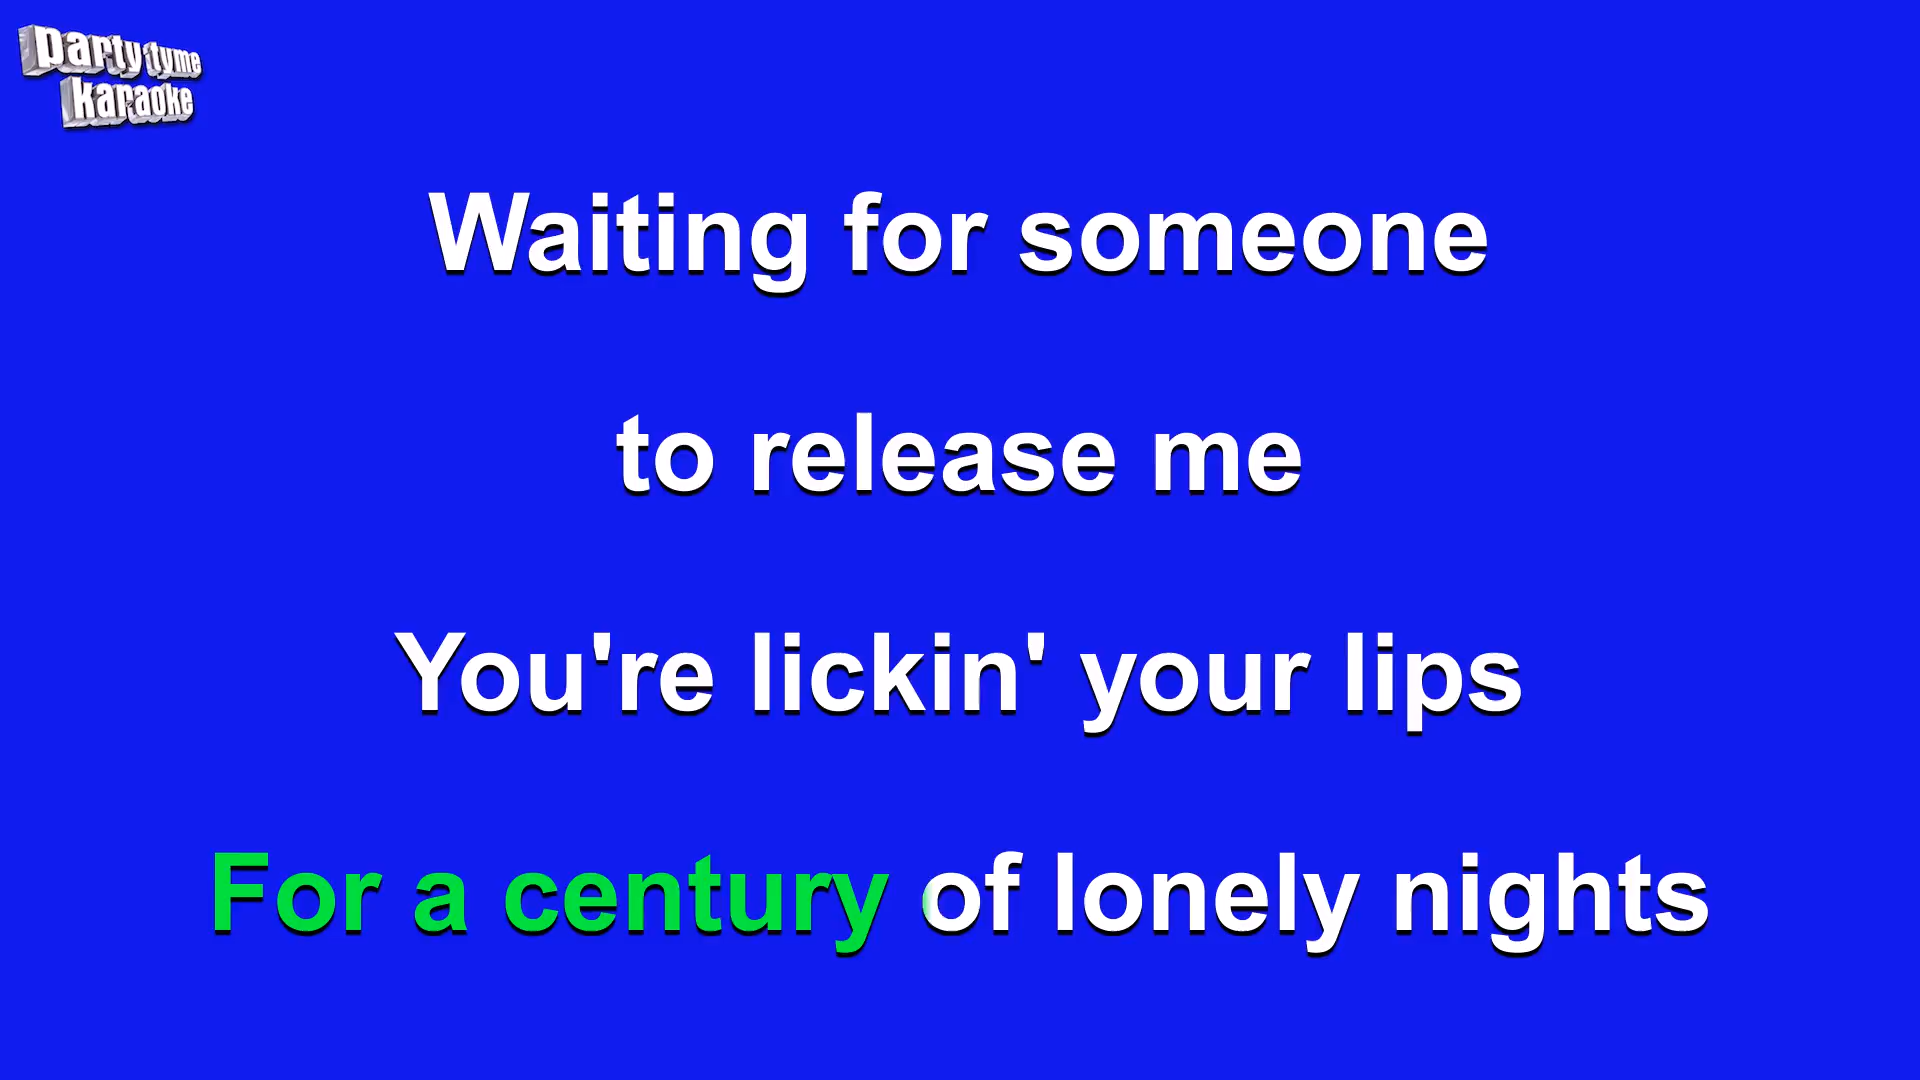 party tyme
karaoke
Waiting for someone
to release me
You're lickin' your lips
For a century of lonely nights